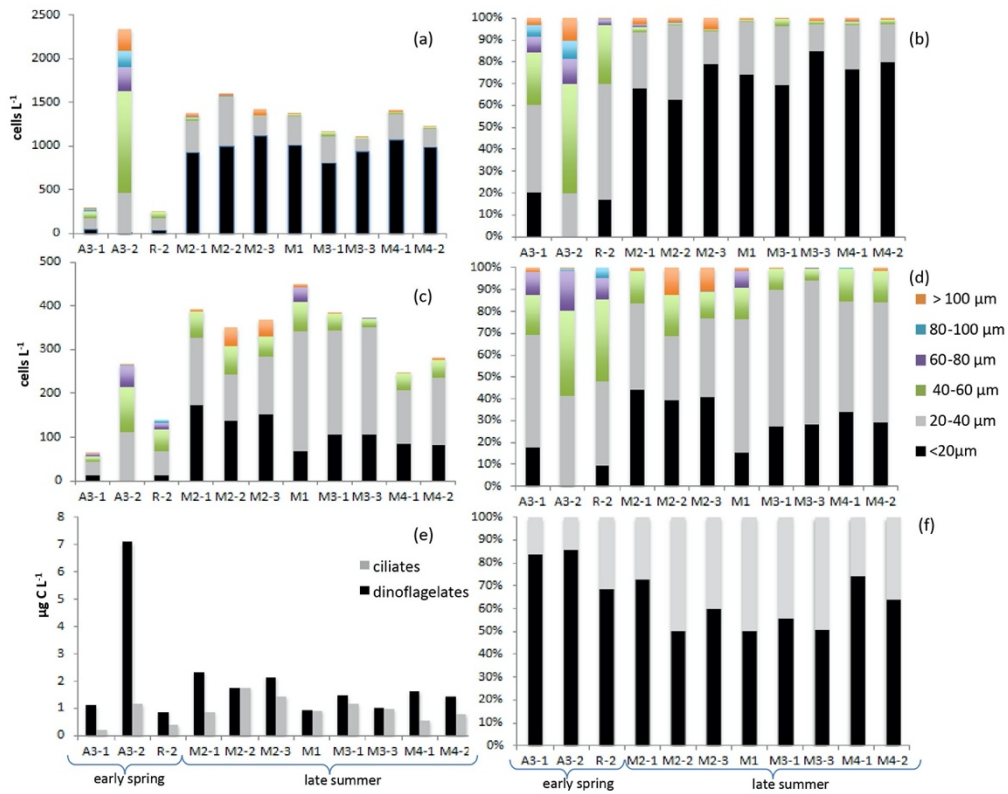 (a)
cells L⁻¹
2500
2000
1500
1000
500
0
A3-1 A3-2 R-2 M2-1 M2-2 M2-3 M1 M3-1 M3-3 M4-1 M4-2
(b)
100%
90%
80%
70%
60%
50%
40%
30%
20%
10%
0%
A3-1 A3-2 R-2 M2-1 M2-2 M2-3 M1 M3-1 M3-3 M4-1 M4-2
(c)
cells L⁻¹
500
400
300
200
100
0
A3-1 A3-2 R-2 M2-1 M2-2 M2-3 M1 M3-1 M3-3 M4-1 M4-2
(d)
100%
90%
80%
70%
60%
50%
40%
30%
20%
10%
0%
A3-1 A3-2 R-2 M2-1 M2-2 M2-3 M1 M3-1 M3-3 M4-1 M4-2
> 100 µm
80-100 µm
60-80 µm
40-60 µm
20-40 µm
<20µm
(e)
µg C L⁻¹
8
7
6
5
4
3
2
1
0
ciliates
dinoflagelates
A3-1 A3-2 R-2 M2-1 M2-2 M2-3 M1 M3-1 M3-3 M4-1 M4-2
early spring late summer
(f)
100%
90%
80%
70%
60%
50%
40%
30%
20%
10%
0%
A3-1 A3-2 R-2 M2-1 M2-2 M2-3 M1 M3-1 M3-3 M4-1 M4-2
early spring late summer